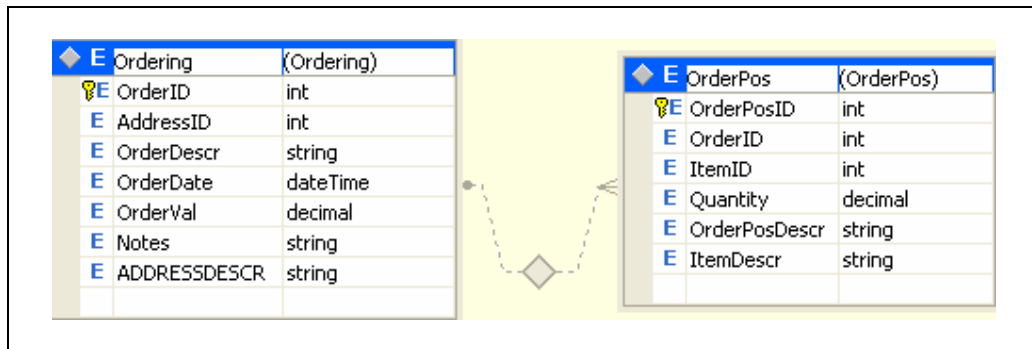 E Ordering (Ordering)
E OrderID int
E AddressID int
E OrderDescr string
E OrderDate dateTime
E OrderVal decimal
E Notes string
E ADDRESSDESCR string
E OrderPos (OrderPos)
E OrderPosID int
E OrderID int
E ItemID int
E Quantity decimal
E OrderPosDescr string
E ItemDescr string